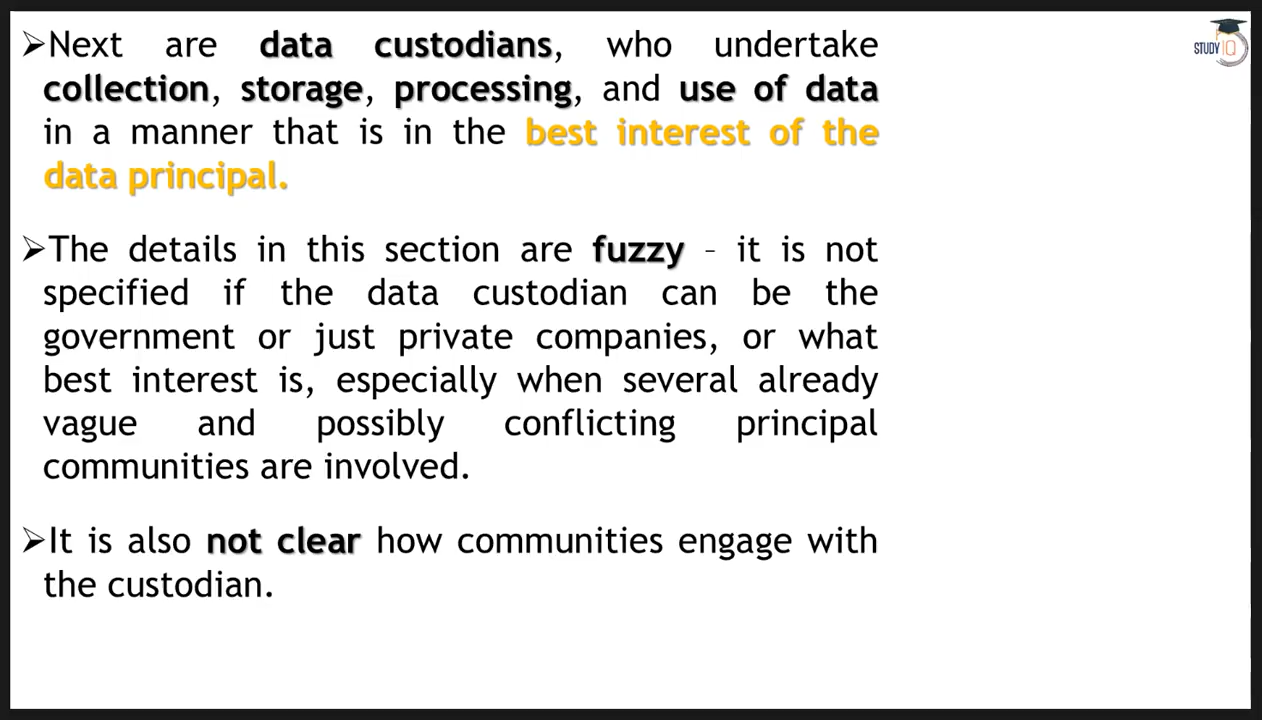 ➢Next are data custodians, who undertake
collection, storage, processing, and use of data
in a manner that is in the best interest of the
data principal.
➢The details in this section are fuzzy – it is not
specified if the data custodian can be the
government or just private companies, or what
best interest is, especially when several already
vague and possibly conflicting principal
communities are involved.
➢It is also not clear how communities engage with
the custodian.
STUDY IQ